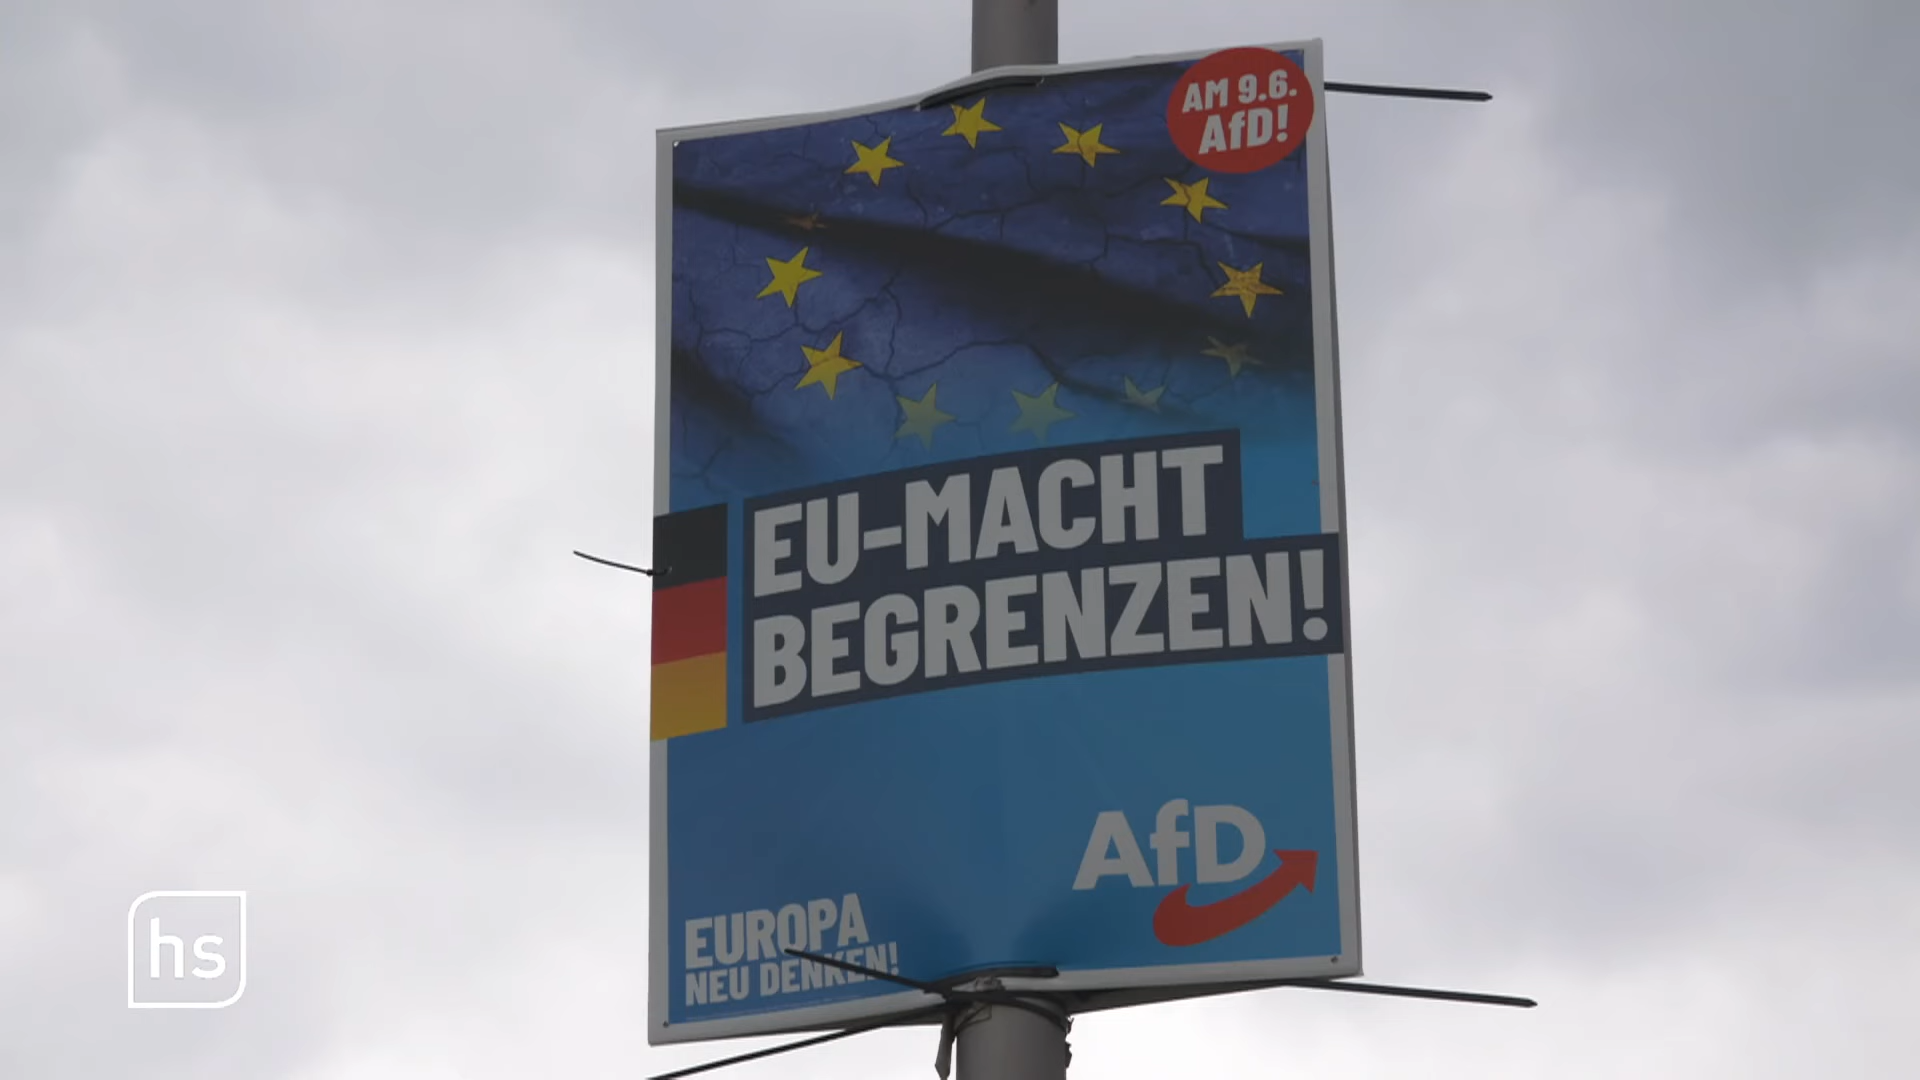 AM 9.6.
AfD!
EU-MACHT
BEGRENZEN!
AfD
EUROPA
NEU DENKEN!
hs